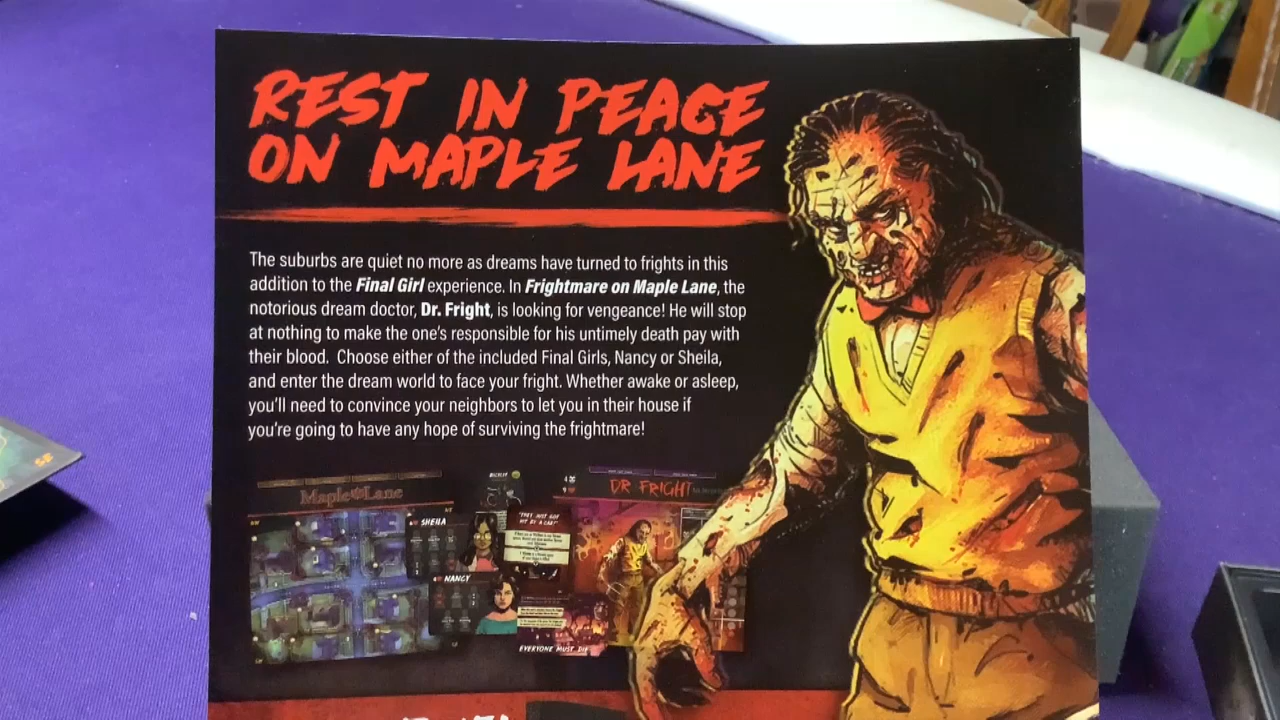 REST IN PEACE
ON MAPLE LANE
The suburbs are quiet no more as dreams have turned to frights in this
addition to the Final Girl experience. In Frightmare on Maple Lane, the
notorious dream doctor, Dr. Fright, is looking for vengeance! He will stop
at nothing to make the one's responsible for his untimely death pay with
their blood. Choose either of the included Final Girls, Nancy or Sheila,
and enter the dream world to face your fright. Whether awake or asleep,
you'll need to convince your neighbors to let you in their house if
you're going to have any hope of surviving the frightmare!
Maple Lane
DR FRIGHT
SHEILA
"THEY JUST GOT
HIT BY A CAR!"
NANCY
EVERYONE MUST DIE